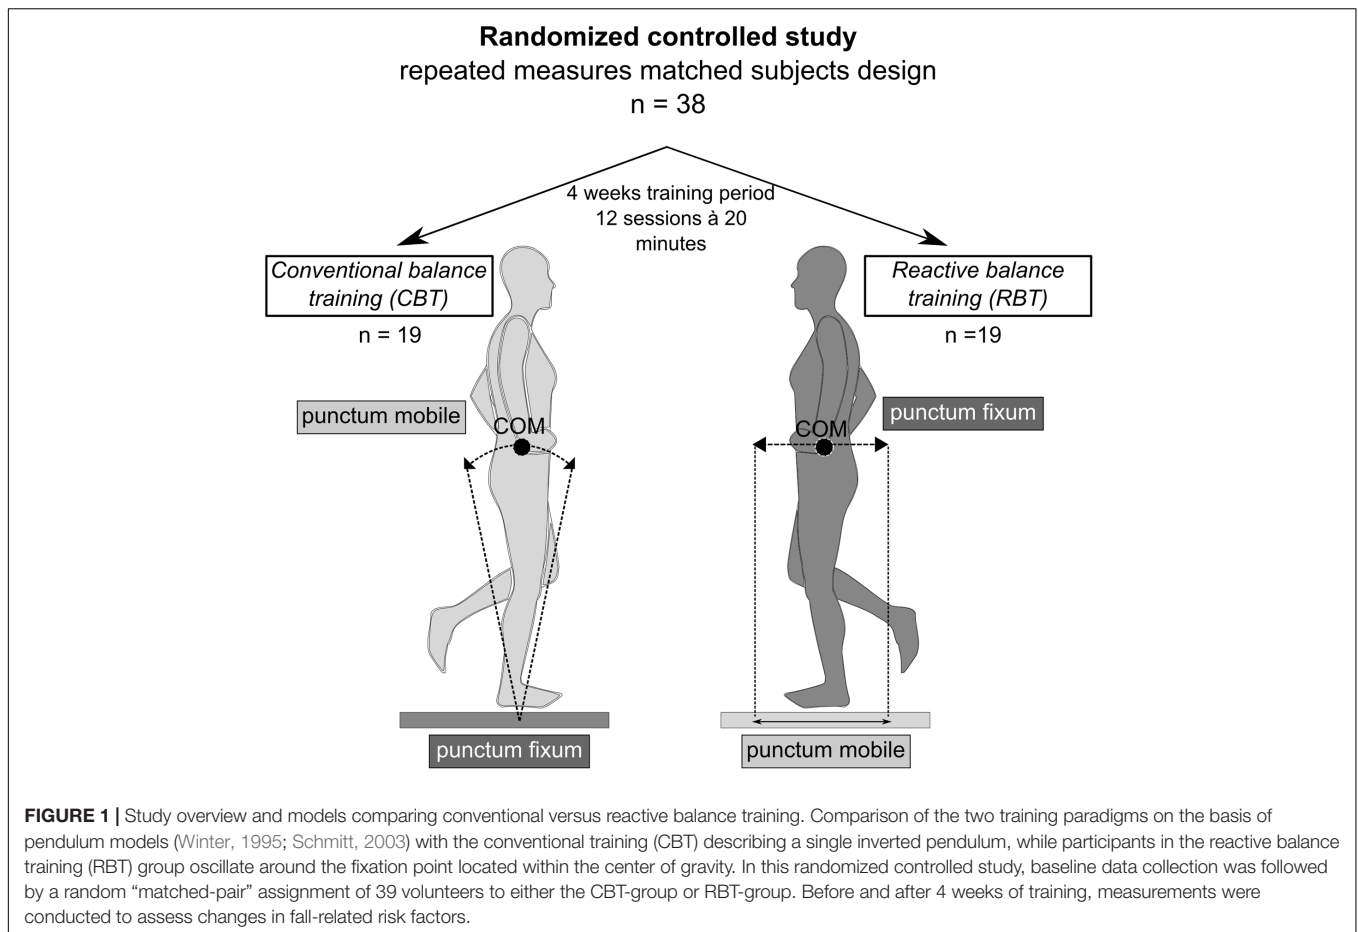 Randomized controlled study
repeated measures matched subjects design
n = 38
4 weeks training period
12 sessions à 20
minutes
Conventional balance
training (CBT)
n = 19
Reactive balance
training (RBT)
n =19
punctum mobile
COM
punctum fixum
COM
punctum fixum
punctum mobile
FIGURE 1 | Study overview and models comparing conventional versus reactive balance training. Comparison of the two training paradigms on the basis of
pendulum models (Winter, 1995; Schmitt, 2003) with the conventional training (CBT) describing a single inverted pendulum, while participants in the reactive balance
training (RBT) group oscillate around the fixation point located within the center of gravity. In this randomized controlled study, baseline data collection was followed
by a random “matched-pair” assignment of 39 volunteers to either the CBT-group or RBT-group. Before and after 4 weeks of training, measurements were
conducted to assess changes in fall-related risk factors.